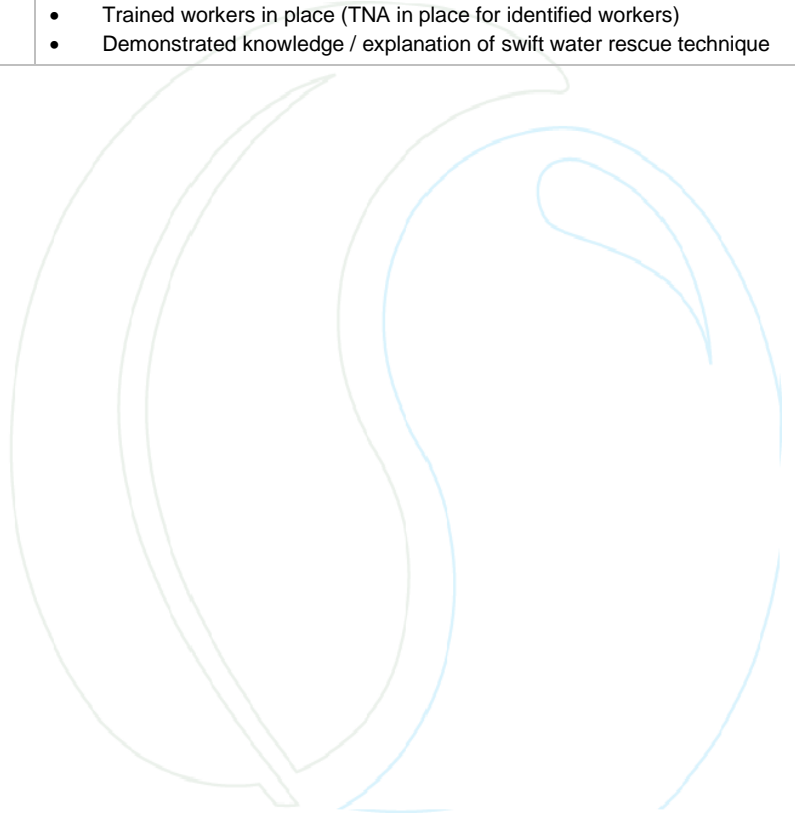 • Trained workers in place (TNA in place for identified workers)
• Demonstrated knowledge / explanation of swift water rescue technique